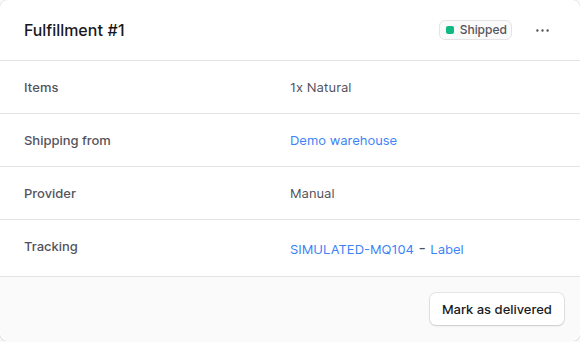 Fulfillment #1
Shipped
Items
1x Natural
Shipping from
Demo warehouse
Provider
Manual
Tracking
SIMULATED-MQ104 - Label
Mark as delivered